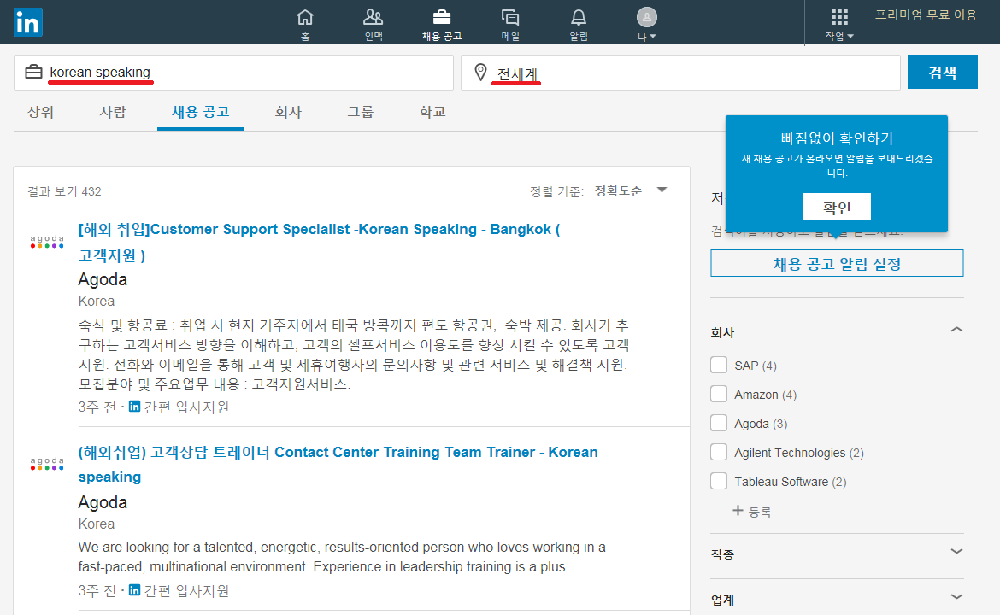 in
홈
인맥
채용 공고
메일
알림
나
작업
프리미엄 무료 이용
korean speaking
전세계
검색
상위
사람
채용 공고
회사
그룹
학교
빠짐없이 확인하기
새 채용 공고가 올라오면 알림을 보내드리겠습
니다.
확인
결과 보기 432
정렬 기준: 정확도순
agoda
[해외 취업]Customer Support Specialist -Korean Speaking - Bangkok (
고객지원 )
Agoda
Korea
숙식 및 항공료 : 취업 시 현지 거주지에서 태국 방콕까지 편도 항공권, 숙박 제공. 회사가 추
구하는 고객서비스 방향을 이해하고, 고객의 셀프서비스 이용도를 향상 시킬 수 있도록 고객
지원. 전화와 이메일을 통해 고객 및 제휴여행사의 문의사항 및 관련 서비스 및 해결책 지원.
모집분야 및 주요업무 내용 : 고객지원서비스.
3주 전 · in 간편 입사지원
agoda
(해외취업) 고객상담 트레이너 Contact Center Training Team Trainer - Korean
speaking
Agoda
Korea
We are looking for a talented, energetic, results-oriented person who loves working in a
fast-paced, multinational environment. Experience in leadership training is a plus.
3주 전 · in 간편 입사지원
채용 공고 알림 설정
회사
SAP (4)
Amazon (4)
Agoda (3)
Agilent Technologies (2)
Tableau Software (2)
+ 등록
직종
업계